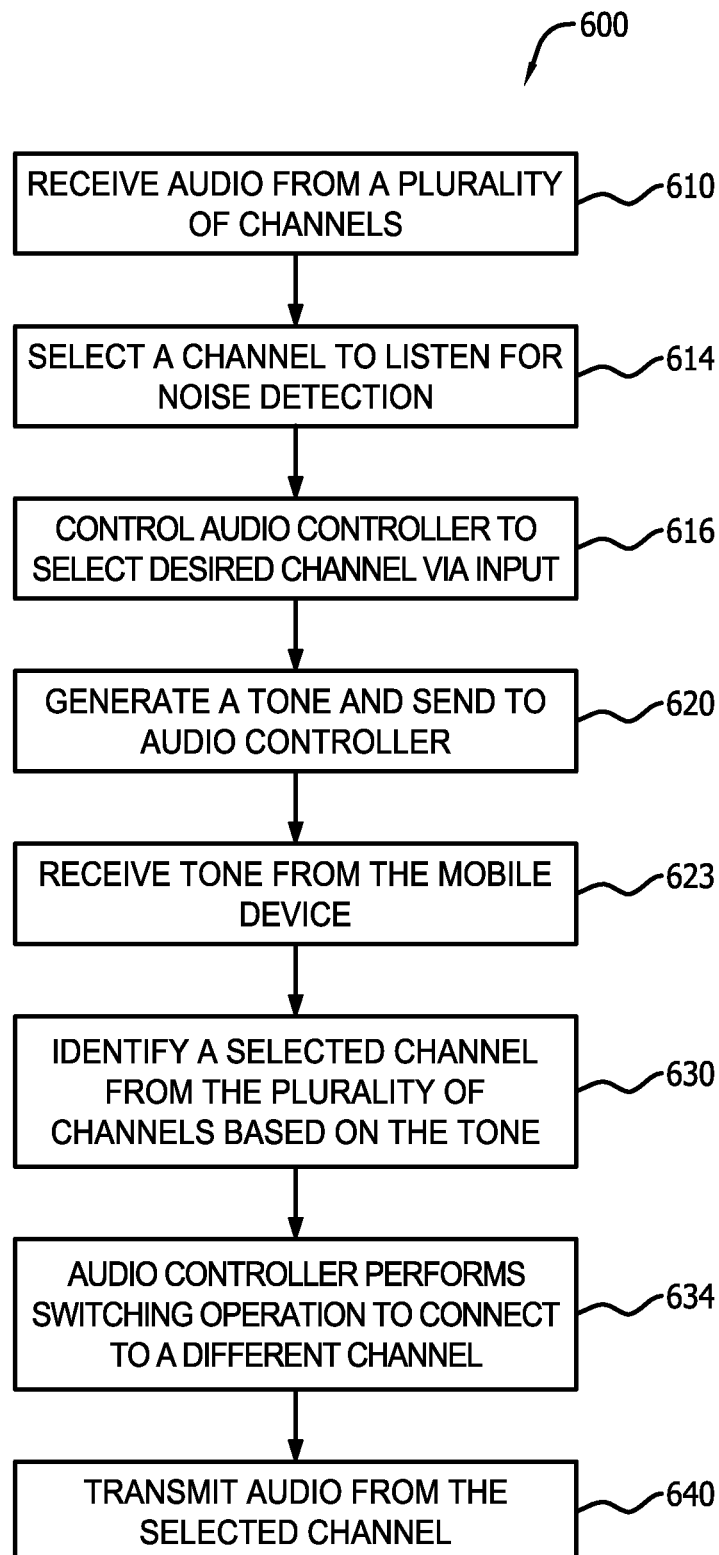 600
RECEIVE AUDIO FROM A PLURALITY
OF CHANNELS
610
SELECT A CHANNEL TO LISTEN FOR
NOISE DETECTION
614
CONTROL AUDIO CONTROLLER TO
SELECT DESIRED CHANNEL VIA INPUT
616
GENERATE A TONE AND SEND TO
AUDIO CONTROLLER
620
RECEIVE TONE FROM THE MOBILE
DEVICE
623
IDENTIFY A SELECTED CHANNEL
FROM THE PLURALITY OF
CHANNELS BASED ON THE TONE
630
AUDIO CONTROLLER PERFORMS
SWITCHING OPERATION TO CONNECT
TO A DIFFERENT CHANNEL
634
TRANSMIT AUDIO FROM THE
SELECTED CHANNEL
640